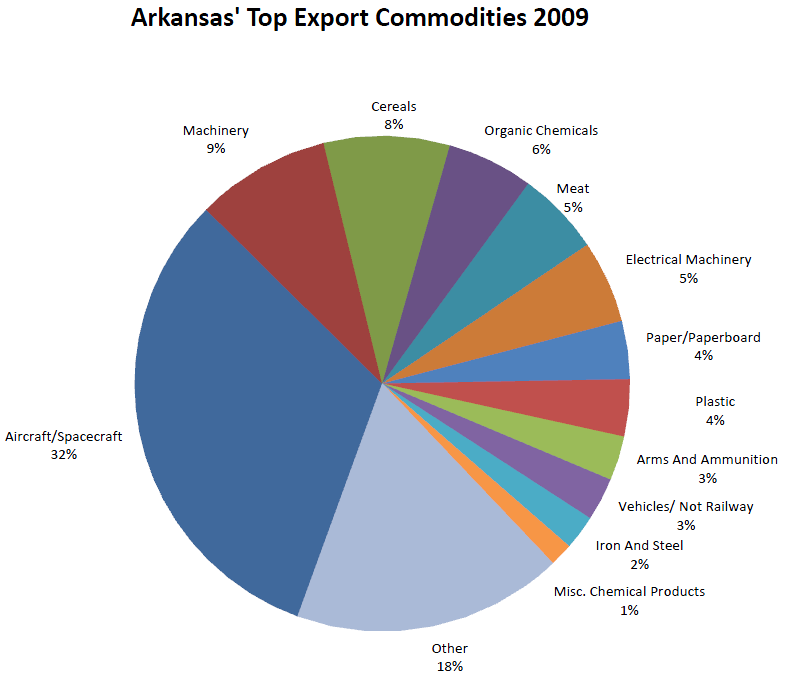 Arkansas' Top Export Commodities 2009
Cereals
8%
Machinery
9%
Organic Chemicals
6%
Meat
5%
Electrical Machinery
5%
Paper/Paperboard
4%
Plastic
4%
Aircraft/Spacecraft
32%
Arms And Ammunition
3%
Vehicles/ Not Railway
3%
Iron And Steel
2%
Misc. Chemical Products
1%
Other
18%